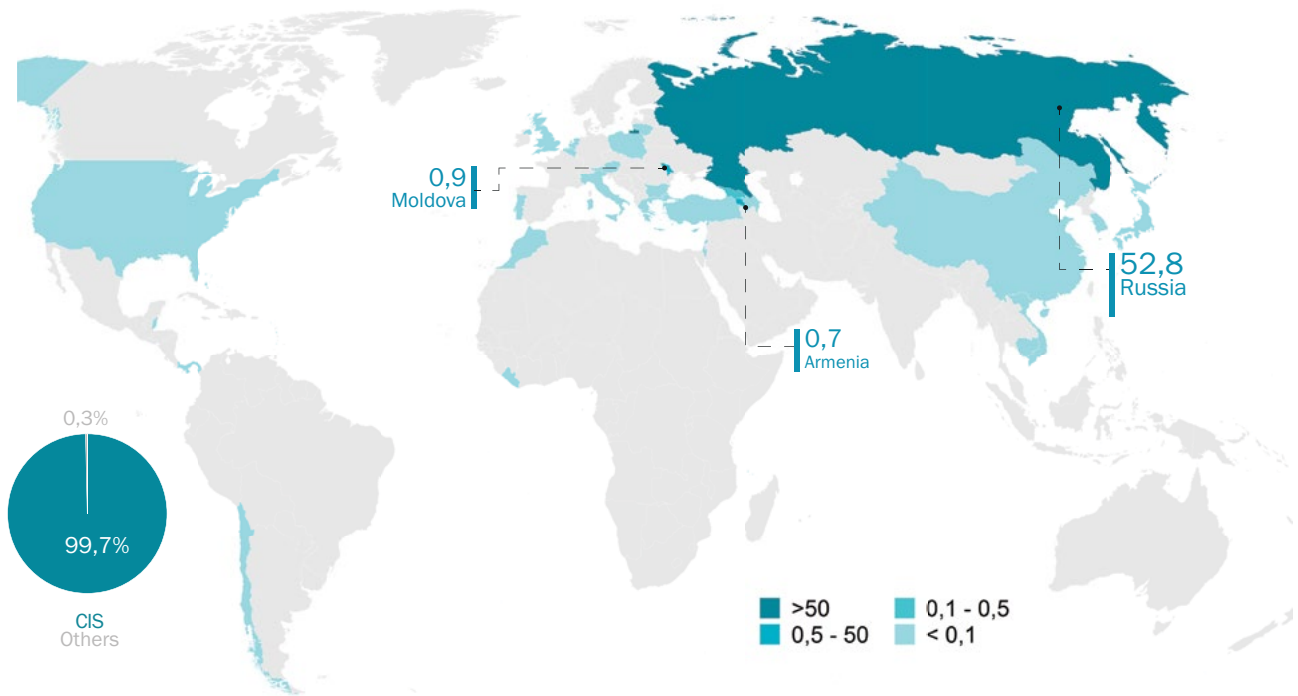 0,9
Moldova
52,8
Russia
0,7
Armenia
0,3%
99,7%
CIS
Others
>50
0,1 - 0,5
0,5 - 50
< 0,1